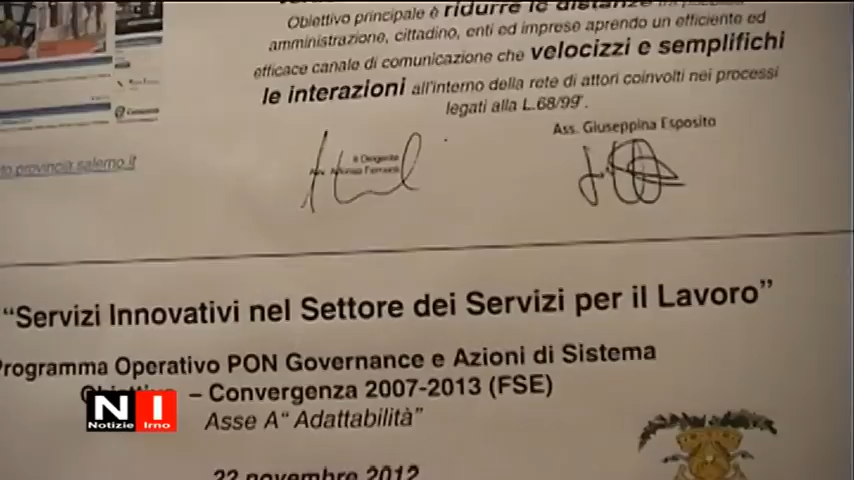 Obiettivo principale è ridurre le distanze
amministrazione, cittadino, enti ed imprese aprendo un efficiente ed
efficace canale di comunicazione che velocizzi e semplifichi
le interazioni all'interno della rete di attori coinvolti nei processi
legati alla L.68/99".
Ass. Giuseppina Esposito
Il Dirigente
provincia.salerno.it
"Servizi Innovativi nel Settore dei Servizi per il Lavoro"
Programma Operativo PON Governance e Azioni di Sistema
– Convergenza 2007-2013 (FSE)
Asse A" Adattabilità"
22 novembre 2012
NI
Notizie Irno